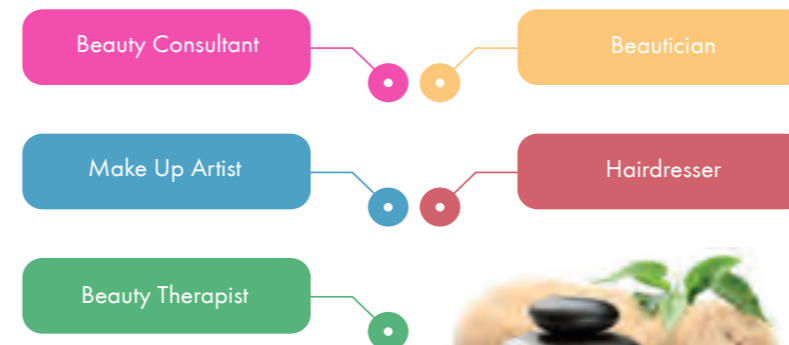 Beauty Consultant
Beautician
Make Up Artist
Hairdresser
Beauty Therapist